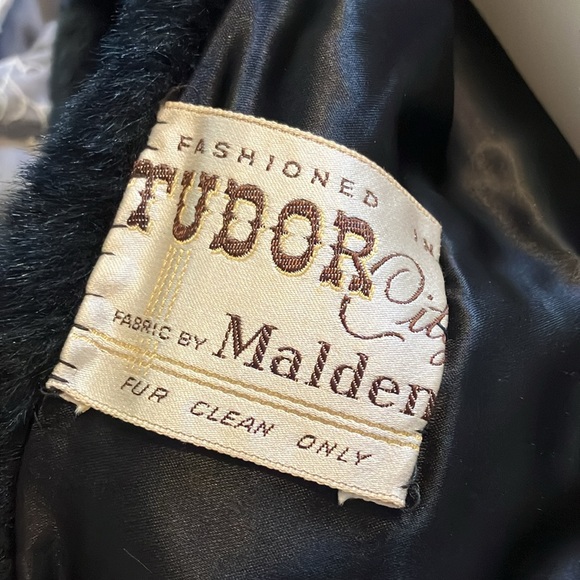 FASHIONED IN
TUDOR City
FABRIC BY Malden
FUR CLEAN ONLY